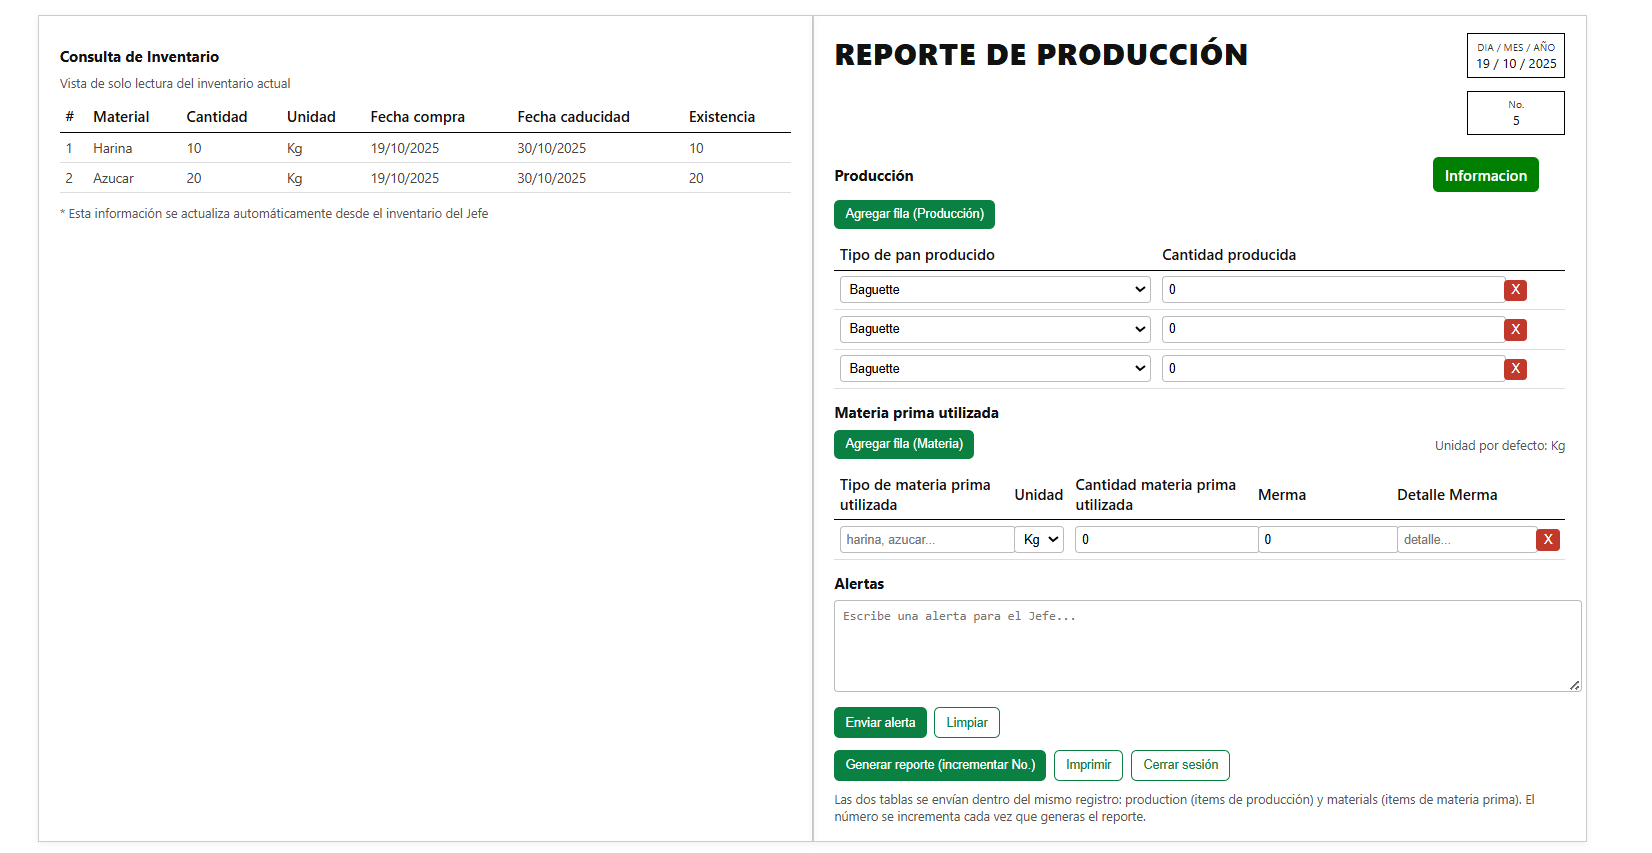 Consulta de Inventario
Vista de solo lectura del inventario actual
# Material Cantidad Unidad Fecha compra Fecha caducidad Existencia
1 Harina 10 Kg 19/10/2025 30/10/2025 10
2 Azucar 20 Kg 19/10/2025 30/10/2025 20
* Esta información se actualiza automáticamente desde el inventario del Jefe
REPORTE DE PRODUCCIÓN
DIA / MES / AÑO
19 / 10 / 2025
No.
5
Producción
Informacion
Agregar fila (Producción)
Tipo de pan producido Cantidad producida
Baguette 0 X
Baguette 0 X
Baguette 0 X
Materia prima utilizada
Agregar fila (Materia)
Unidad por defecto: Kg
Tipo de materia prima utilizada Unidad Cantidad materia prima utilizada Merma Detalle Merma
harina, azucar... Kg 0 0 detalle... X
Alertas
Escribe una alerta para el Jefe...
Enviar alerta Limpiar
Generar reporte (incrementar No.) Imprimir Cerrar sesión
Las dos tablas se envían dentro del mismo registro: production (items de producción) y materials (items de materia prima). El
número se incrementa cada vez que generas el reporte.